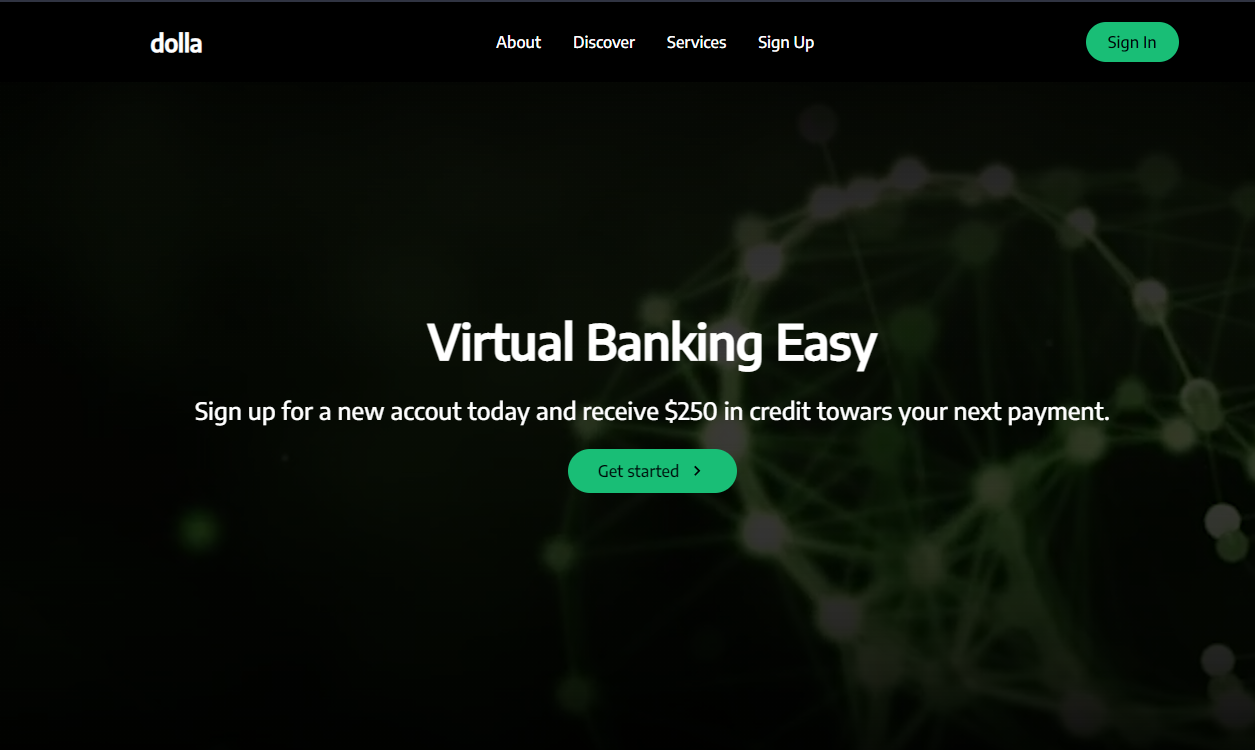 dolla
About Discover Services Sign Up
Sign In
Virtual Banking Easy
Sign up for a new accout today and receive $250 in credit towars your next payment.
Get started